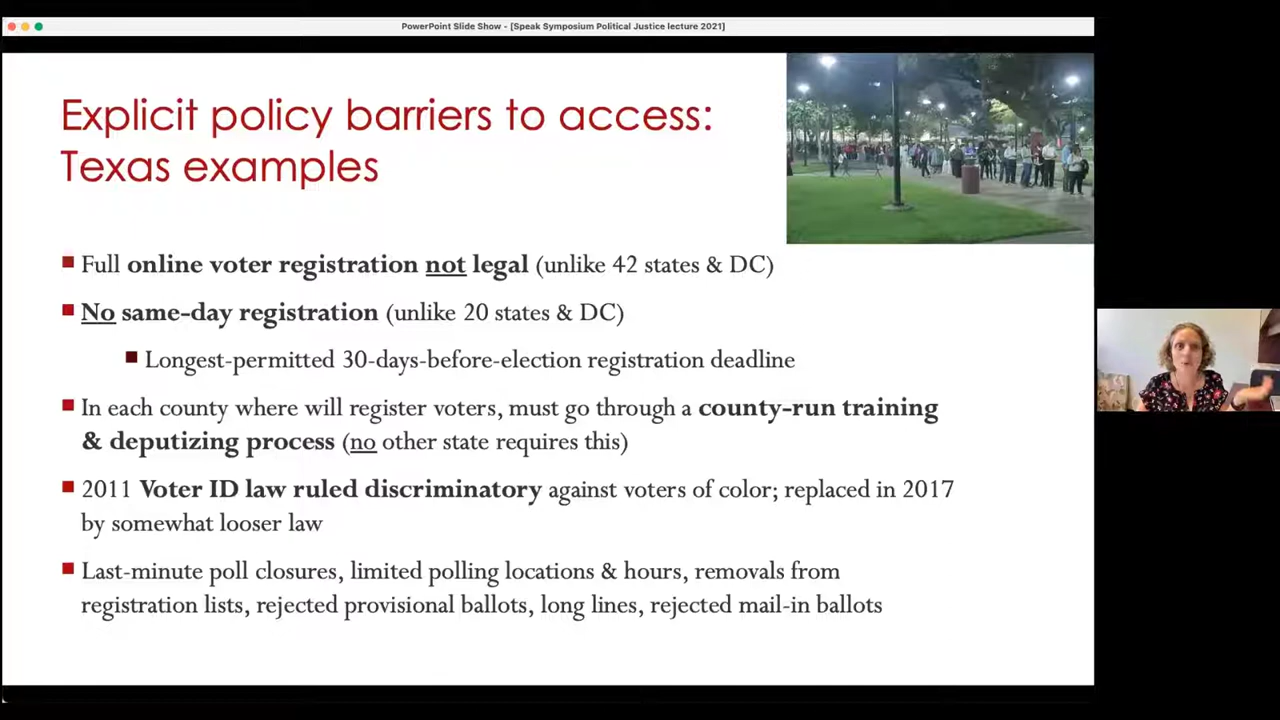 PowerPoint Slide Show - [Speak Symposium Political Justice lecture 2021]
Explicit policy barriers to access:
Texas examples
Full online voter registration not legal (unlike 42 states & DC)
No same-day registration (unlike 20 states & DC)
Longest-permitted 30-days-before-election registration deadline
In each county where will register voters, must go through a county-run training
& deputizing process (no other state requires this)
2011 Voter ID law ruled discriminatory against voters of color; replaced in 2017
by somewhat looser law
Last-minute poll closures, limited polling locations & hours, removals from
registration lists, rejected provisional ballots, long lines, rejected mail-in ballots